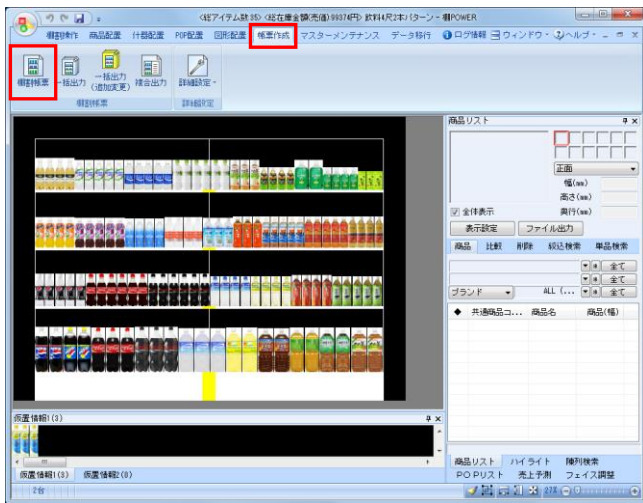 <総アイテム数:85> <総在庫金額(売価):99374円> 飲料4尺2本パターン - 棚POWER
棚割操作 商品配置 什器配置 POP配置 図形配置 帳票作成 マスターメンテナンス データ移行 ログ情報 ウィンドウ ヘルプ
棚割帳票 一括出力 一括出力(追加変更) 複合出力 詳細設定
棚割帳票 詳細設定
商品リスト
正面
幅(mm)
高さ(mm)
全体表示 奥行(mm)
表示設定 ファイル出力
商品 比較 削除 絞込検索 単品検索
全て
全て
ブランド ALL (... 全て
◆ 共通商品コ... 商品名 商品(幅)
仮置情報1(3)
仮置情報1(3) 仮置情報2(0)
商品リスト ハイライト 陳列検索
POPリスト 売上予測 フェイス調整
2台 27%